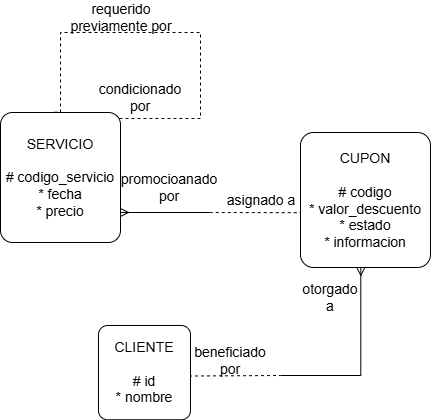 requerido
previamente por
condicionado
por
SERVICIO
# codigo_servicio
* fecha
* precio
promocioanado
por
asignado a
CUPON
# codigo
* valor_descuento
* estado
* informacion
otorgado
a
CLIENTE
# id
* nombre
beneficiado
por